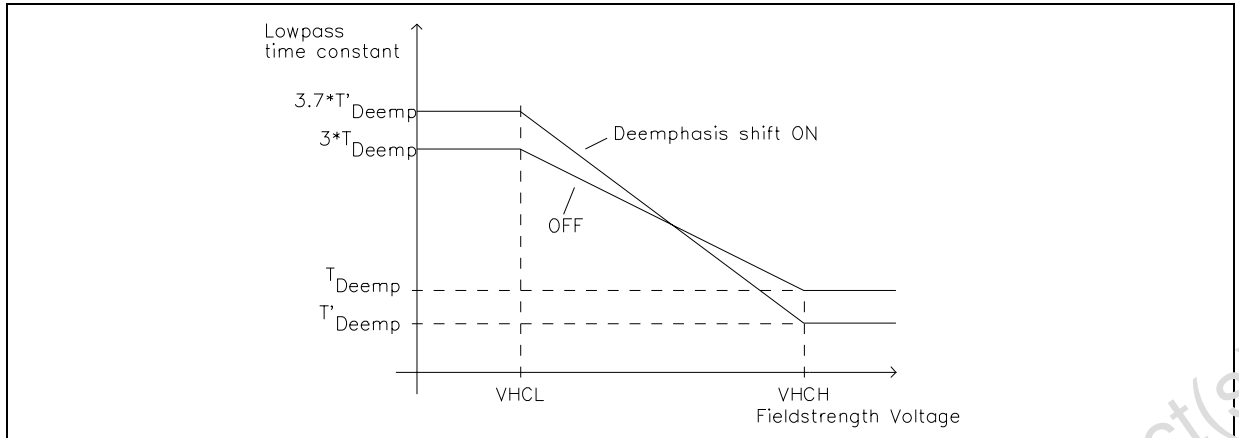 Lowpass
time constant
3.7*T'Deemp
3*TDeemp
Deemphasis shift ON
OFF
TDeemp
T'Deemp
VHCL
VHCH
Fieldstrength Voltage